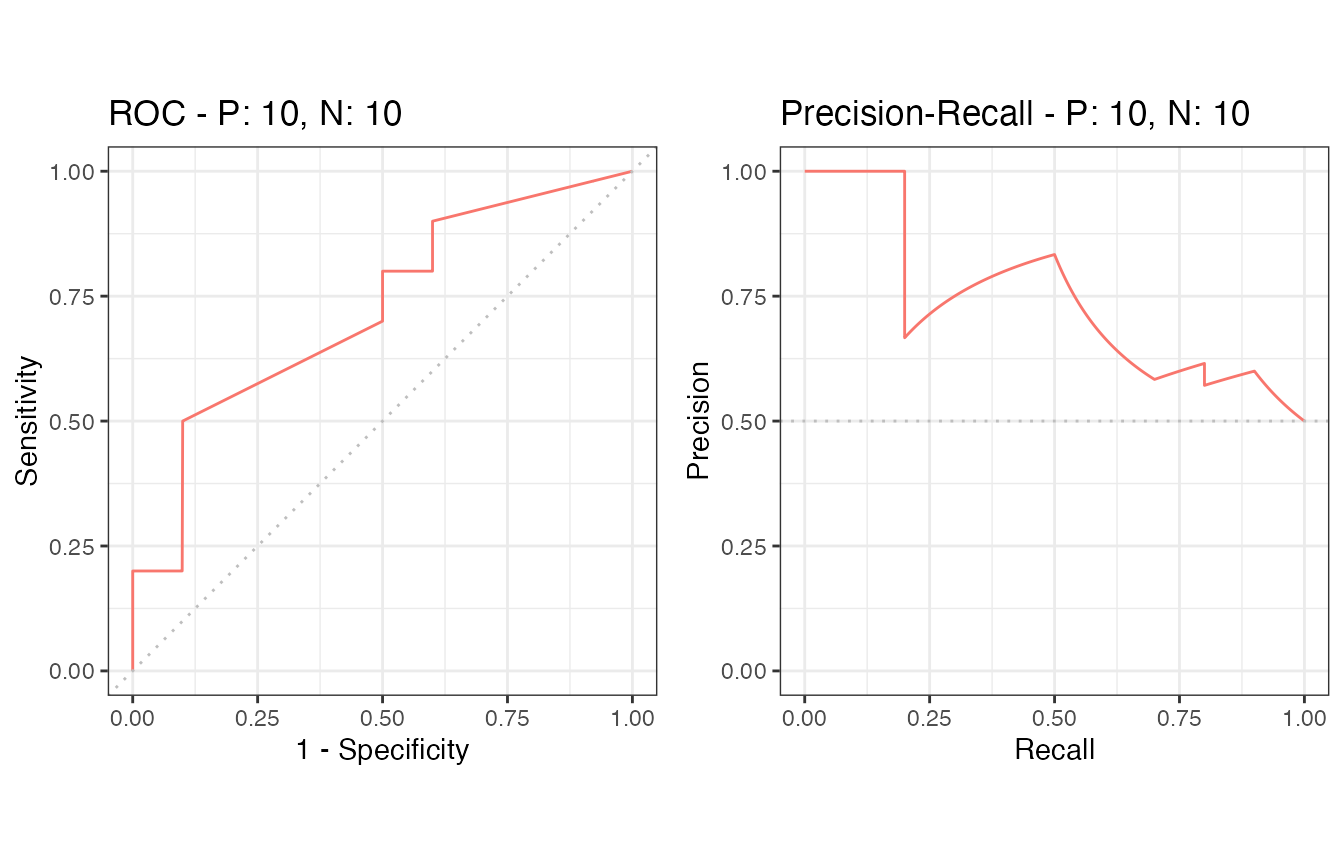 ROC - P: 10, N: 10
Sensitivity
1.00
0.75
0.50
0.25
0.00
0.00 0.25 0.50 0.75 1.00
1 - Specificity
Precision-Recall - P: 10, N: 10
Precision
1.00
0.75
0.50
0.25
0.00
0.00 0.25 0.50 0.75 1.00
Recall